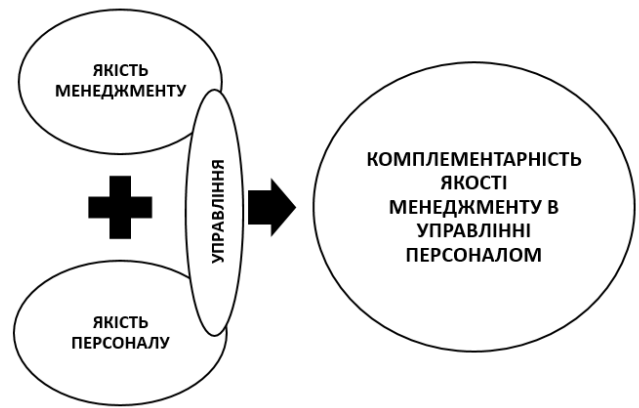 ЯКІСТЬ
МЕНЕДЖМЕНТУ
УПРАВЛІННЯ
ЯКІСТЬ
ПЕРСОНАЛУ
КОМПЛЕМЕНТАРНІСТЬ
ЯКОСТІ
МЕНЕДЖМЕНТУ В
УПРАВЛІННІ
ПЕРСОНАЛОМ